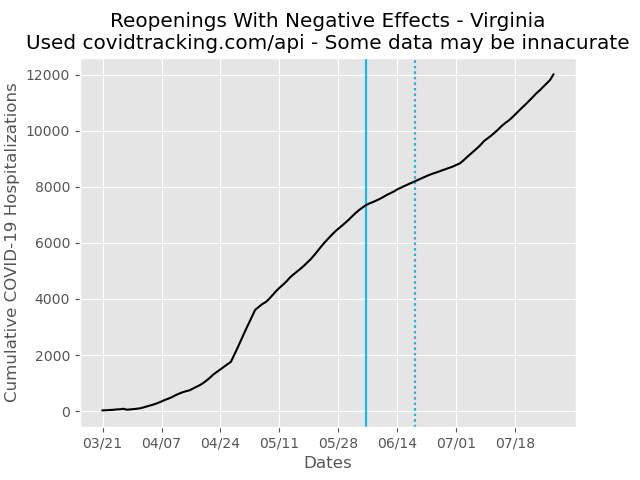 Reopenings With Negative Effects - Virginia
Used covidtracking.com/api - Some data may be innacurate
Cumulative COVID-19 Hospitalizations
12000
10000
8000
6000
4000
2000
0
03/21 04/07 04/24 05/11 05/28 06/14 07/01 07/18
Dates